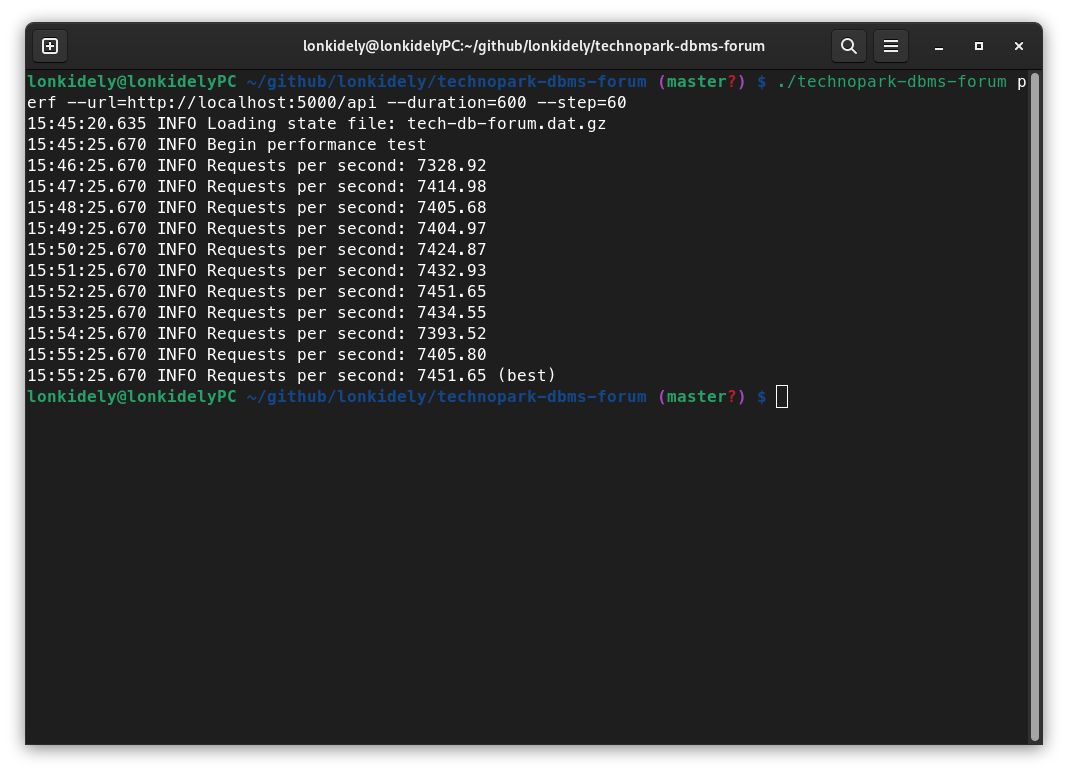 lonkidely@lonkidelyPC:~/github/lonkidely/technopark-dbms-forum
lonkidely@lonkidelyPC ~/github/lonkidely/technopark-dbms-forum (master?) $ ./technopark-dbms-forum p
erf --url=http://localhost:5000/api --duration=600 --step=60
15:45:20.635 INFO Loading state file: tech-db-forum.dat.gz
15:45:25.670 INFO Begin performance test
15:46:25.670 INFO Requests per second: 7328.92
15:47:25.670 INFO Requests per second: 7414.98
15:48:25.670 INFO Requests per second: 7405.68
15:49:25.670 INFO Requests per second: 7404.97
15:50:25.670 INFO Requests per second: 7424.87
15:51:25.670 INFO Requests per second: 7432.93
15:52:25.670 INFO Requests per second: 7451.65
15:53:25.670 INFO Requests per second: 7434.55
15:54:25.670 INFO Requests per second: 7393.52
15:55:25.670 INFO Requests per second: 7405.80
15:55:25.670 INFO Requests per second: 7451.65 (best)
lonkidely@lonkidelyPC ~/github/lonkidely/technopark-dbms-forum (master?) $